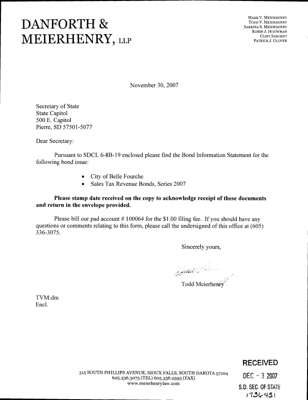 DANFORTH &
MEIERHENRY, LLP
MARK V. MEIERHENRY
TODD V. MEIERHENRY
SABRINA S. MEIERHENRY
ROBIN J. HOUWMAN
CLINT SARGENT
PATRICK J. GLOVER
November 30, 2007
Secretary of State
State Capitol
500 E. Capitol
Pierre, SD 57501-5077
Dear Secretary:
Pursuant to SDCL 6-8B-19 enclosed please find the Bond Information Statement for the
following bond issue:
• City of Belle Fourche
• Sales Tax Revenue Bonds, Series 2007
Please stamp date received on the copy to acknowledge receipt of these documents
and return in the envelope provided.
Please bill our pad account # 100064 for the $1.00 filing fee. If you should have any
questions or comments relating to this form, please call the undersigned of this office at (605)
336-3075.
Sincerely yours,
Todd Meierhenry
TVM:dm
Encl.
315 SOUTH PHILLIPS AVENUE, SIOUX FALLS, SOUTH DAKOTA 57104
605.336.3075 (TEL) 605.336.2593 (FAX)
www.meierhenrylaw.com
RECEIVED
DEC - 3 2007
S.D. SEC. OF STATE